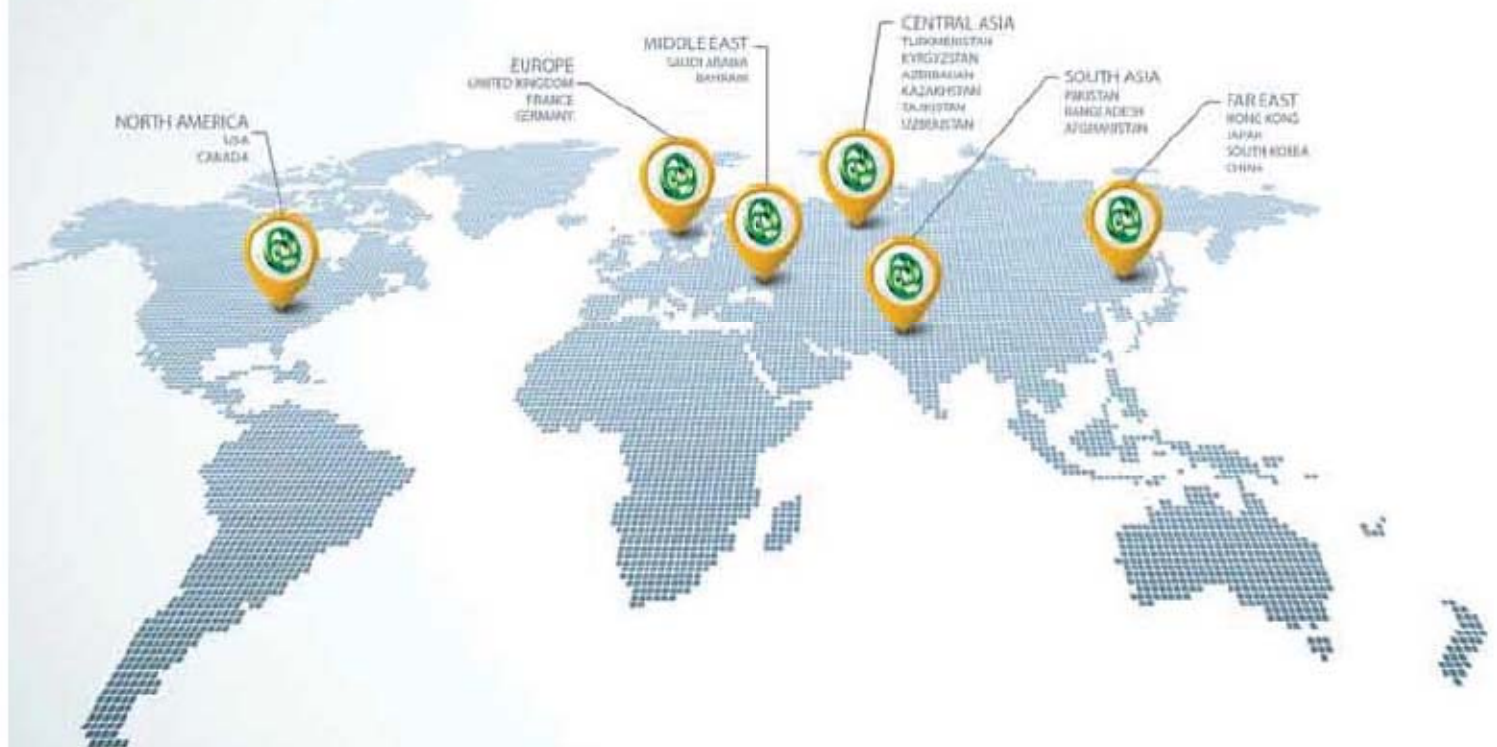 NORTH AMERICA
USA
CANADA
EUROPE
UNITED KINGDOM
FRANCE
GERMANY
MIDDLE EAST
SAUDI ARABIA
BAHRAIN
CENTRAL ASIA
TURKMENISTAN
KYRGYZSTAN
AZERBAIJAN
KAZAKHSTAN
TAJIKISTAN
UZBEKISTAN
SOUTH ASIA
PAKISTAN
BANGLADESH
AFGHANISTAN
FAR EAST
HONG KONG
JAPAN
SOUTH KOREA
CHINA